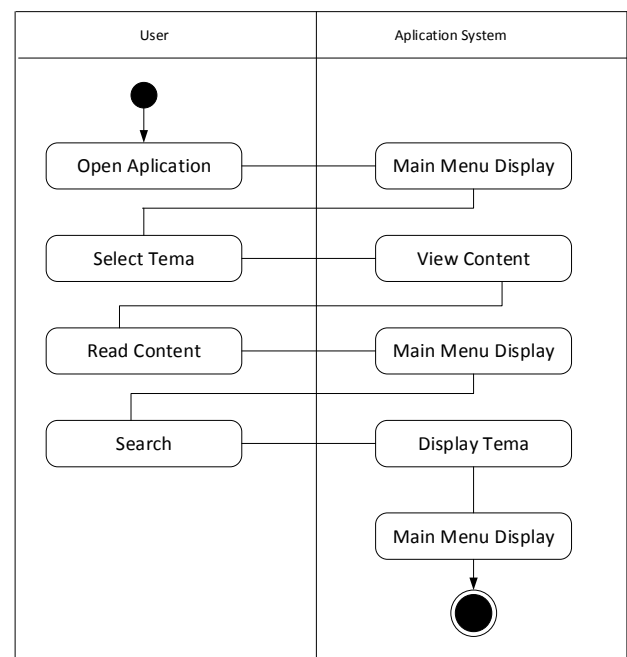 User
Aplication System
Open Aplication
Main Menu Display
Select Tema
View Content
Read Content
Main Menu Display
Search
Display Tema
Main Menu Display